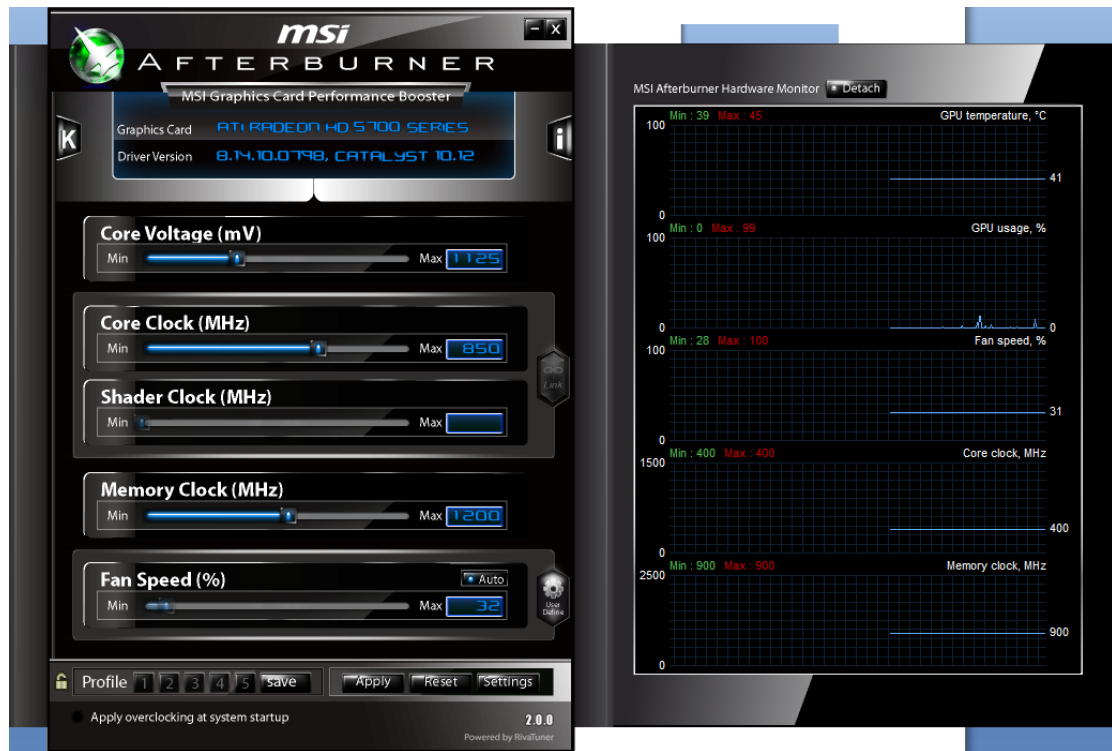 msi
AFTERBURNER
MSI Graphics Card Performance Booster
K
i
Graphics Card ATI RADEON HD 5700 SERIES
Driver Version 8.14.10.0798, CATALYST 10.12
Core Voltage (mV)
Min Max 1125
Core Clock (MHz)
Min Max 850
Link
Shader Clock (MHz)
Min Max
Memory Clock (MHz)
Min Max 1200
Fan Speed (%)
Auto
Min Max 32
User Define
Profile 1 2 3 4 5 save Apply Reset Settings
Apply overclocking at system startup
2.0.0
Powered by RivaTuner
MSI Afterburner Hardware Monitor Detach
Min : 39 Max : 45 GPU temperature, °C
100
41
0
Min : 0 Max : 99 GPU usage, %
100
0 0
Min : 28 Max : 100 Fan speed, %
100
31
0
Min : 400 Max : 400 Core clock, MHz
1500
400
0
Min : 900 Max : 900 Memory clock, MHz
2500
900
0